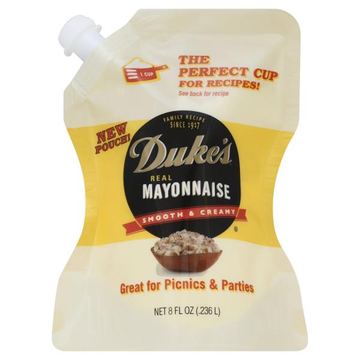 THE
PERFECT CUP
FOR RECIPES!
See back for recipe
1 CUP
NEW
POUCH!
FAMILY RECIPE
SINCE 1917
Duke's
REAL
MAYONNAISE
SMOOTH & CREAMY
®
Great for Picnics & Parties
NET 8 FL OZ (.236 L)